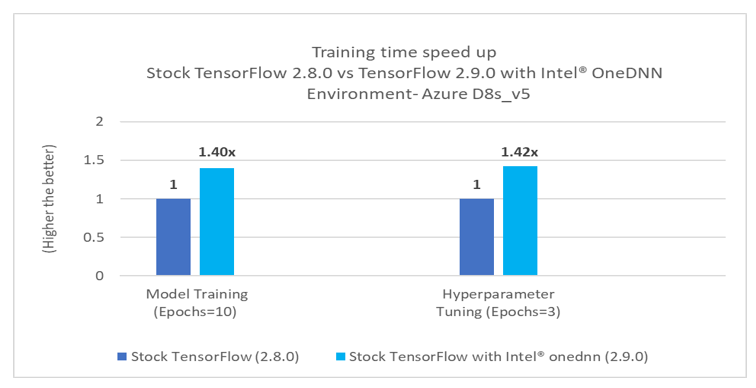 Training time speed up
Stock TensorFlow 2.8.0 vs TensorFlow 2.9.0 with Intel® OneDNN
Environment- Azure D8s_v5
(Higher the better)
2
1.5
1
0.5
0
1
1.40x
1
1.42x
Model Training
(Epochs=10)
Hyperparameter
Tuning (Epochs=3)
Stock TensorFlow (2.8.0)
Stock TensorFlow with Intel® onednn (2.9.0)